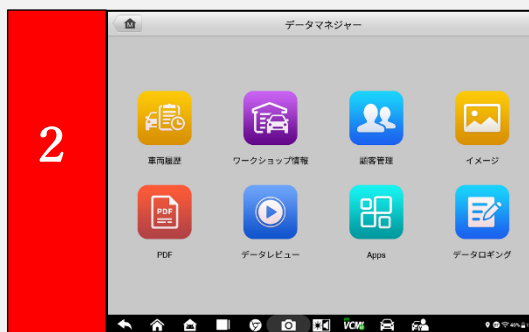 2
データマネジャー
車両履歴
ワークショップ情報
顧客管理
イメージ
PDF
PDF
データレビュー
Apps
データロギング
VCMI